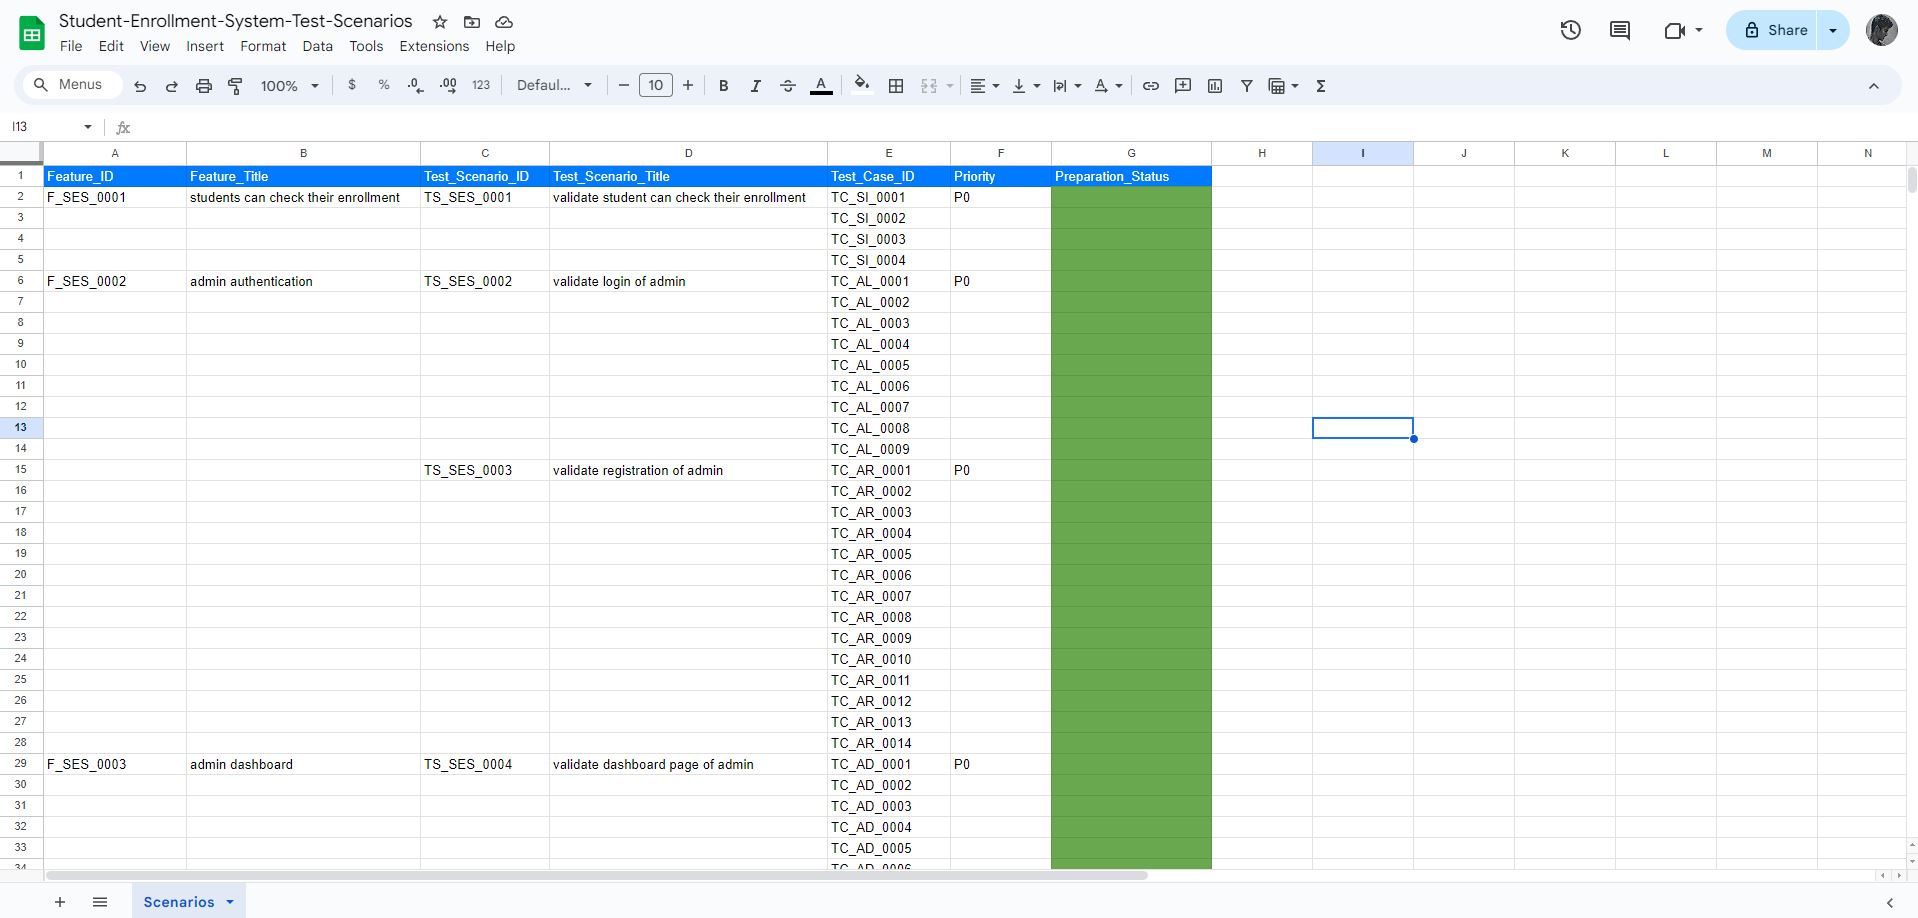 Student-Enrollment-System-Test-Scenarios
File Edit View Insert Format Data Tools Extensions Help
Share
Menus 100% $ % .0 .00 123 Defaul... 10 B I A A Σ
I13 fx
A B C D E F G H I J K L M N
1 Feature_ID Feature_Title Test_Scenario_ID Test_Scenario_Title Test_Case_ID Priority Preparation_Status
2 F_SES_0001 students can check their enrollment TS_SES_0001 validate student can check their enrollment TC_SI_0001 P0
3 TC_SI_0002
4 TC_SI_0003
5 TC_SI_0004
6 F_SES_0002 admin authentication TS_SES_0002 validate login of admin TC_AL_0001 P0
7 TC_AL_0002
8 TC_AL_0003
9 TC_AL_0004
10 TC_AL_0005
11 TC_AL_0006
12 TC_AL_0007
13 TC_AL_0008
14 TC_AL_0009
15 TS_SES_0003 validate registration of admin TC_AR_0001 P0
16 TC_AR_0002
17 TC_AR_0003
18 TC_AR_0004
19 TC_AR_0005
20 TC_AR_0006
21 TC_AR_0007
22 TC_AR_0008
23 TC_AR_0009
24 TC_AR_0010
25 TC_AR_0011
26 TC_AR_0012
27 TC_AR_0013
28 TC_AR_0014
29 F_SES_0003 admin dashboard TS_SES_0004 validate dashboard page of admin TC_AD_0001 P0
30 TC_AD_0002
31 TC_AD_0003
32 TC_AD_0004
33 TC_AD_0005
34 TC_AD_0006
Scenarios